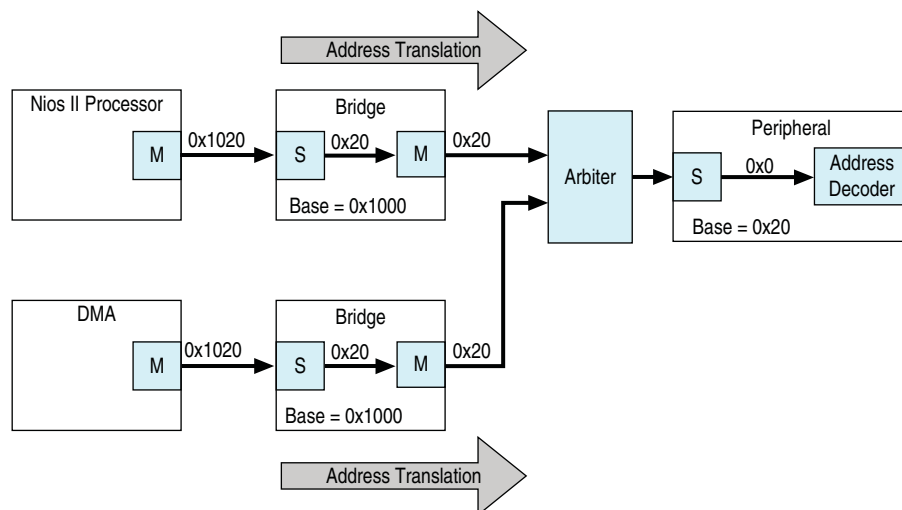 Address Translation
Nios II Processor
M
0x1020
Bridge
S
0x20
M
0x20
Base = 0x1000
Arbiter
Peripheral
S
0x0
Address
Decoder
Base = 0x20
DMA
M
0x1020
Bridge
S
0x20
M
0x20
Base = 0x1000
Address Translation